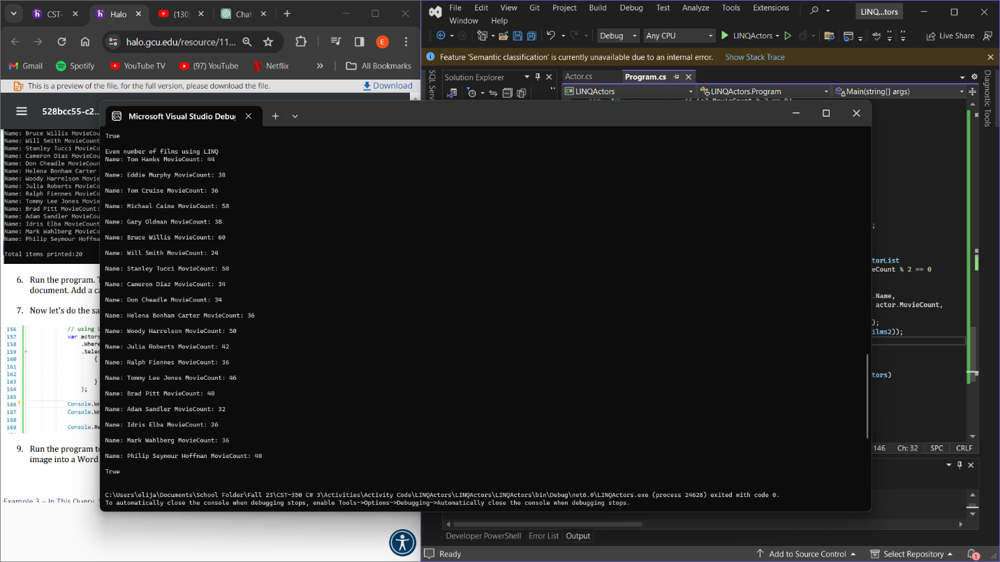 CST-
Halo
(130)
Chat
halo.gcu.edu/resource/11...
E
Gmail
Spotify
YouTube TV
(97) YouTube
Netflix
All Bookmarks
This is a preview of the file, for the full version, please download the file.
Download
528bcc55-c2...
Name: Bruce Willis MovieCou
Name: Will Smith MovieCount
Name: Stanley Tucci MovieCo
Name: Cameron Diaz MovieCou
Name: Don Cheadle MovieCoun
Name: Helena Bonham Carter
Name: Woody Harrelson Movie
Name: Julia Roberts MovieCo
Name: Ralph Fiennes MovieCo
Name: Tommy Lee Jones Movie
Name: Brad Pitt MovieCount:
Name: Adam Sandler MovieCou
Name: Idris Elba MovieCount
Name: Mark Wahlberg MovieCo
Name: Philip Seymour Hoffma
Total items printed:20
6. Run the program. T
document. Add a ca
7. Now let's do the sa
156 // using L
157 var actors
158 .Where
159 .Selec
160 {
161
162
163 }
164 );
165
166 Console.Wr
167 Console.Wr
168
169 Console.Re
9. Run the program to
image into a Word
Example 3 – In This Query,
File Edit View Git Project Build Debug Test Analyze Tools Extensions
Window Help
LINQ...tors
Debug
Any CPU
LINQActors
Live Share
Feature 'Semantic classification' is currently unavailable due to an internal error. Show Stack Trace
SQL Serv
Solution Explorer
Actor.cs
Program.cs
LINQActors
LINQActors.Program
Main(string[] args)
Diagnostic Tools
Microsoft Visual Studio Debug
True
Even number of films using LINQ
Name: Tom Hanks MovieCount: 44
Name: Eddie Murphy MovieCount: 38
Name: Tom Cruise MovieCount: 36
Name: Michael Caine MovieCount: 58
Name: Gary Oldman MovieCount: 38
Name: Bruce Willis MovieCount: 60
Name: Will Smith MovieCount: 24
Name: Stanley Tucci MovieCount: 50
Name: Cameron Diaz MovieCount: 34
Name: Don Cheadle MovieCount: 34
Name: Helena Bonham Carter MovieCount: 36
Name: Woody Harrelson MovieCount: 50
Name: Julia Roberts MovieCount: 42
Name: Ralph Fiennes MovieCount: 36
Name: Tommy Lee Jones MovieCount: 46
Name: Brad Pitt MovieCount: 40
Name: Adam Sandler MovieCount: 32
Name: Idris Elba MovieCount: 26
Name: Mark Wahlberg MovieCount: 36
Name: Philip Seymour Hoffman MovieCount: 40
True
C:\Users\elija\Documents\School Folder\Fall 23\CST-350 C# 3\Activities\Activity Code\LINQActors\LINQActors\LINQActors\bin\Debug\net6.0\LINQActors.exe (process 24628) exited with code 0.
To automatically close the console when debugging stops, enable Tools->Options->Debugging->Automatically close the console when debugging stops.
;
torList
eCount % 2 == 0
.Name,
actor.MovieCount,
);
ilms2));
tors)
146 Ch: 32 SPC CRLF
Developer PowerShell Error List Output
Ready
Add to Source Control
Select Repository
1